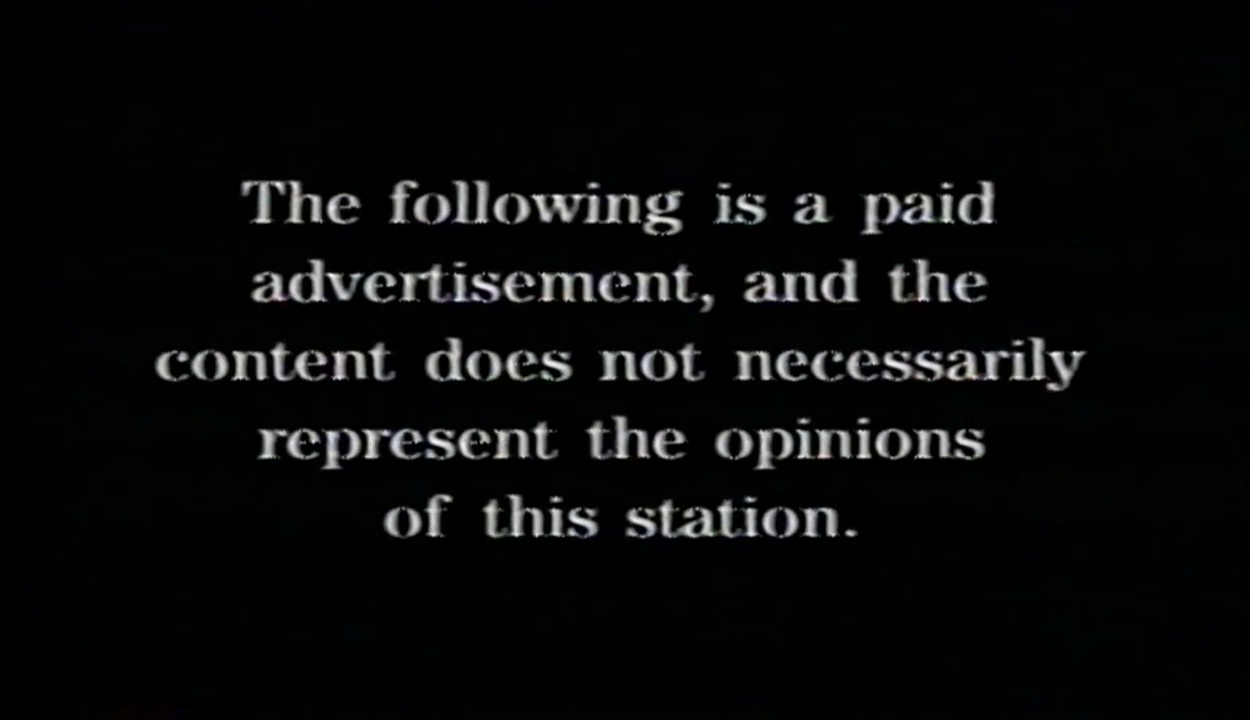 The following is a paid
advertisement, and the
content does not necessarily
represent the opinions
of this station.